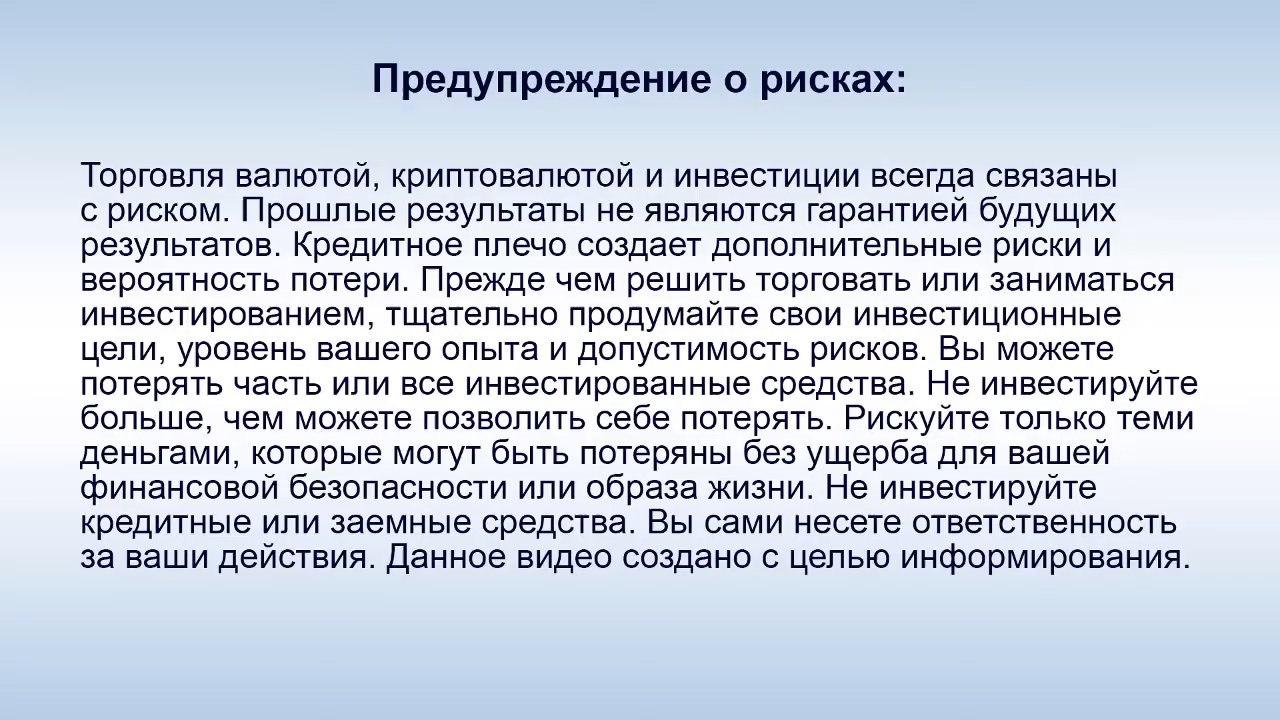 Предупреждение о рисках:
Торговля валютой, криптовалютой и инвестиции всегда связаны
с риском. Прошлые результаты не являются гарантией будущих
результатов. Кредитное плечо создает дополнительные риски и
вероятность потери. Прежде чем решить торговать или заниматься
инвестированием, тщательно продумайте свои инвестиционные
цели, уровень вашего опыта и допустимость рисков. Вы можете
потерять часть или все инвестированные средства. Не инвестируйте
больше, чем можете позволить себе потерять. Рискуйте только теми
деньгами, которые могут быть потеряны без ущерба для вашей
финансовой безопасности или образа жизни. Не инвестируйте
кредитные или заемные средства. Вы сами несете ответственность
за ваши действия. Данное видео создано с целью информирования.